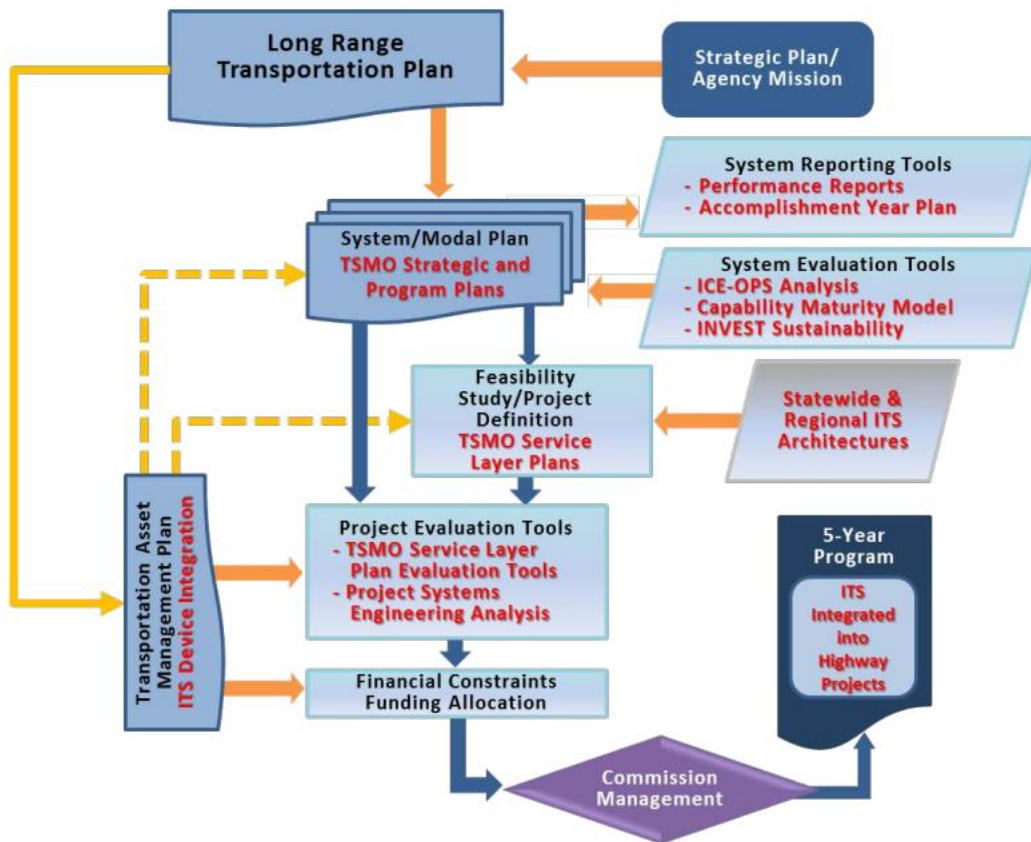 Long Range
Transportation Plan
Strategic Plan/
Agency Mission
System Reporting Tools
- Performance Reports
- Accomplishment Year Plan
System/Modal Plan
TSMO Strategic and
Program Plans
System Evaluation Tools
- ICE-OPS Analysis
- Capability Maturity Model
- INVEST Sustainability
Feasibility
Study/Project
Definition
TSMO Service
Layer Plans
Statewide &
Regional ITS
Architectures
Transportation Asset
Management Plan
ITS Device Integration
Project Evaluation Tools
- TSMO Service Layer
Plan Evaluation Tools
- Project Systems
Engineering Analysis
5-Year
Program
ITS
Integrated
into
Highway
Projects
Financial Constraints
Funding Allocation
Commission
Management